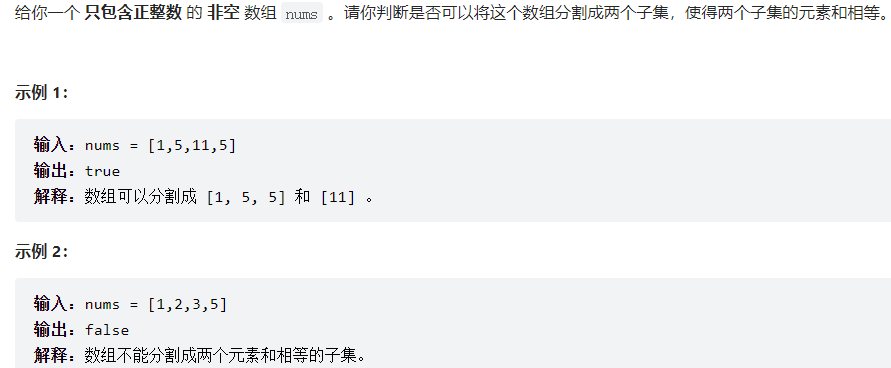 给你一个 只包含正整数 的 非空 数组 nums 。请你判断是否可以将这个数组分割成两个子集，使得两个子集的元素和相等。
示例 1：
输入：nums = [1,5,11,5]
输出：true
解释：数组可以分割成 [1, 5, 5] 和 [11] 。
示例 2：
输入：nums = [1,2,3,5]
输出：false
解释：数组不能分割成两个元素和相等的子集。